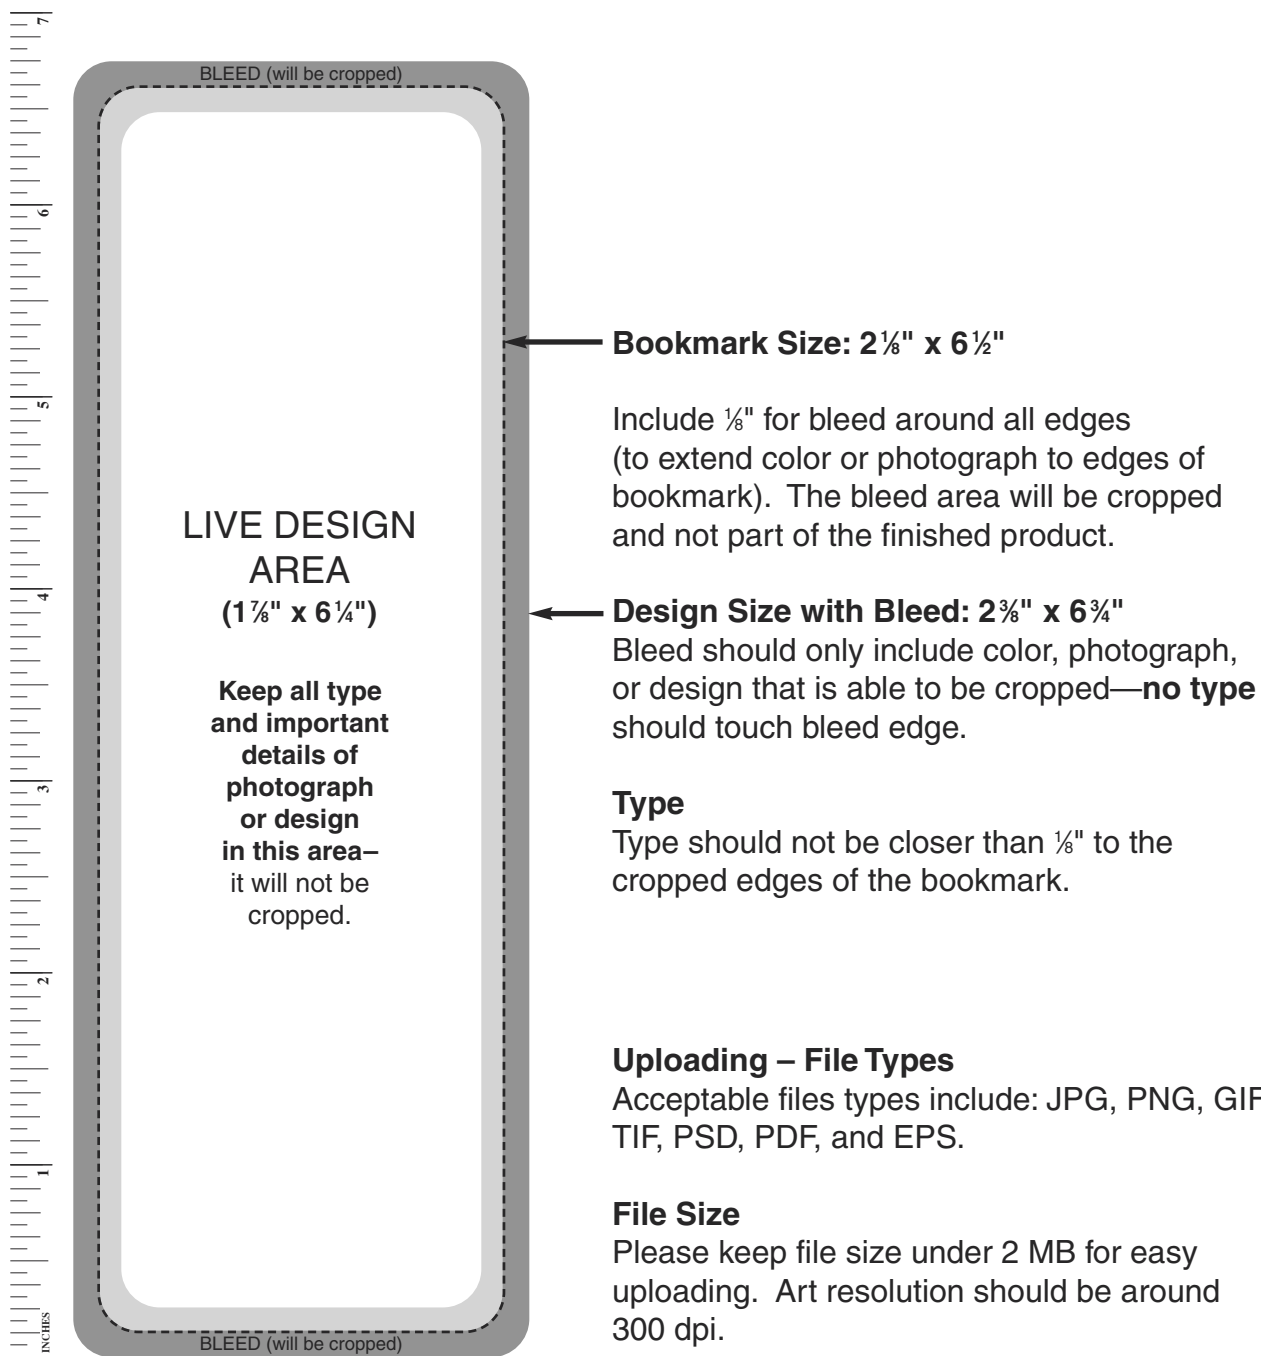 7
6
5
4
3
2
1
INCHES
BLEED (will be cropped)
LIVE DESIGN
AREA
(1⅞" x 6¼")
Keep all type
and important
details of
photograph
or design
in this area–
it will not be
cropped.
BLEED (will be cropped)
Bookmark Size: 2⅛" x 6½"
Include ⅛" for bleed around all edges
(to extend color or photograph to edges of
bookmark).  The bleed area will be cropped
and not part of the finished product.
Design Size with Bleed: 2⅜" x 6¾"
Bleed should only include color, photograph,
or design that is able to be cropped—no type
should touch bleed edge.
Type
Type should not be closer than ⅛" to the
cropped edges of the bookmark.
Uploading – File Types
Acceptable files types include: JPG, PNG, GIF
TIF, PSD, PDF, and EPS.
File Size
Please keep file size under 2 MB for easy
uploading.  Art resolution should be around
300 dpi.